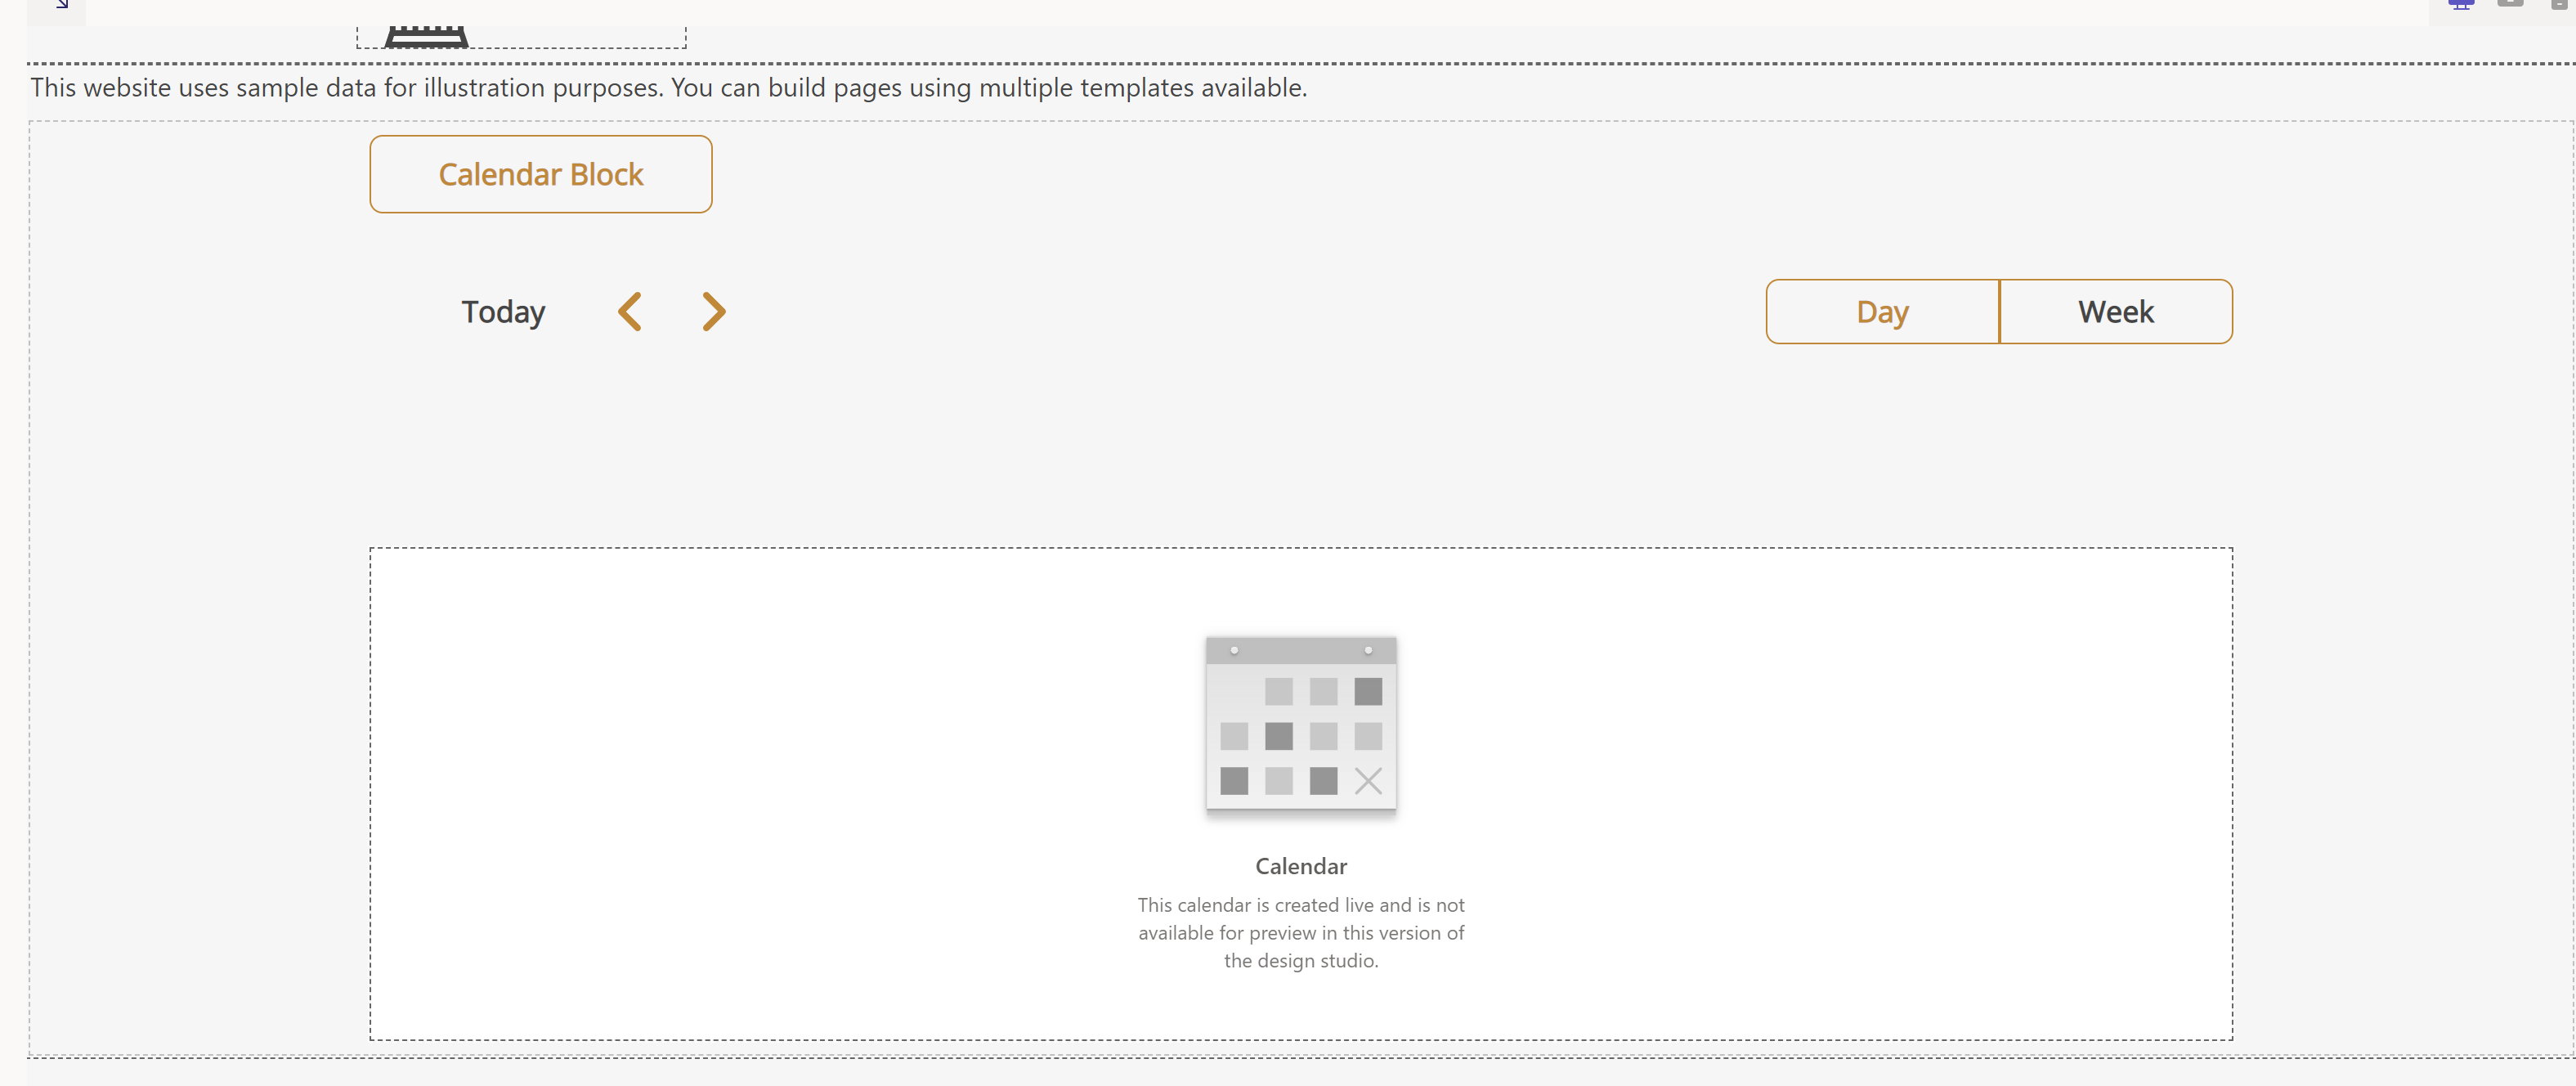 This website uses sample data for illustration purposes. You can build pages using multiple templates available.
Calendar Block
Today
Day
Week
Calendar
This calendar is created live and is not
available for preview in this version of
the design studio.